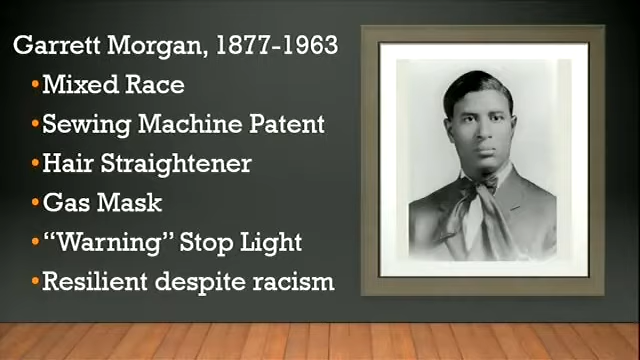 Garrett Morgan, 1877-1963
•Mixed Race
•Sewing Machine Patent
•Hair Straightener
•Gas Mask
•“Warning” Stop Light
•Resilient despite racism